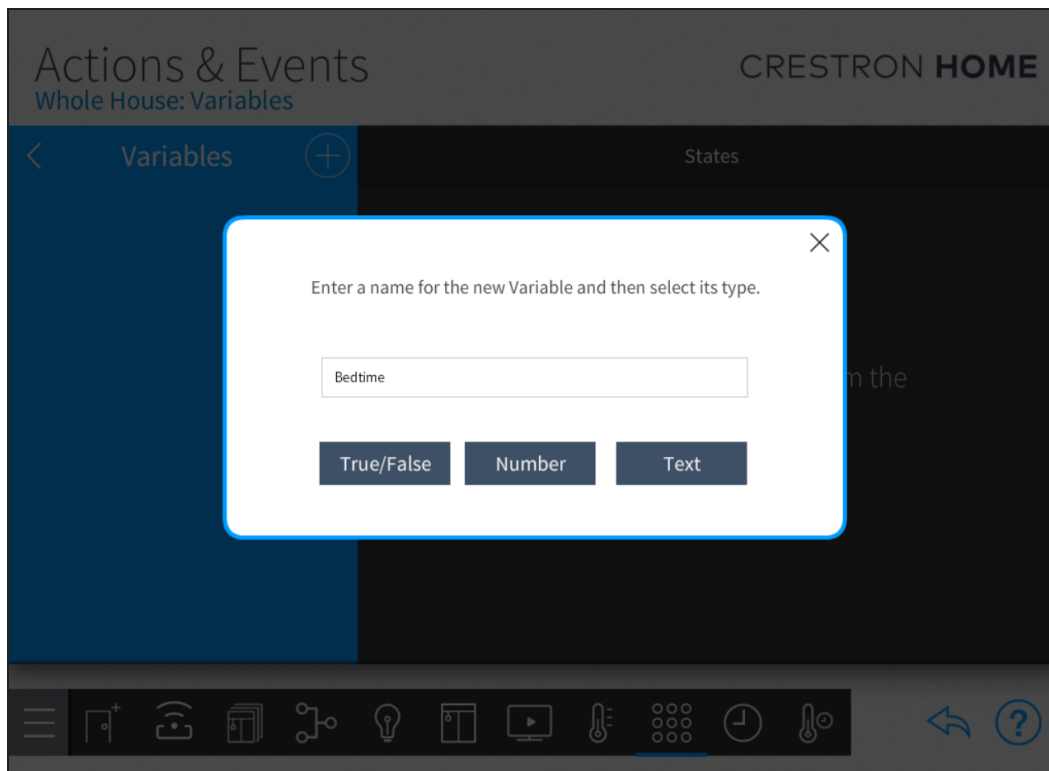 Actions & Events
CRESTRON HOME
Whole House: Variables
Variables
States
Enter a name for the new Variable and then select its type.
Bedtime
m the
True/False
Number
Text
?